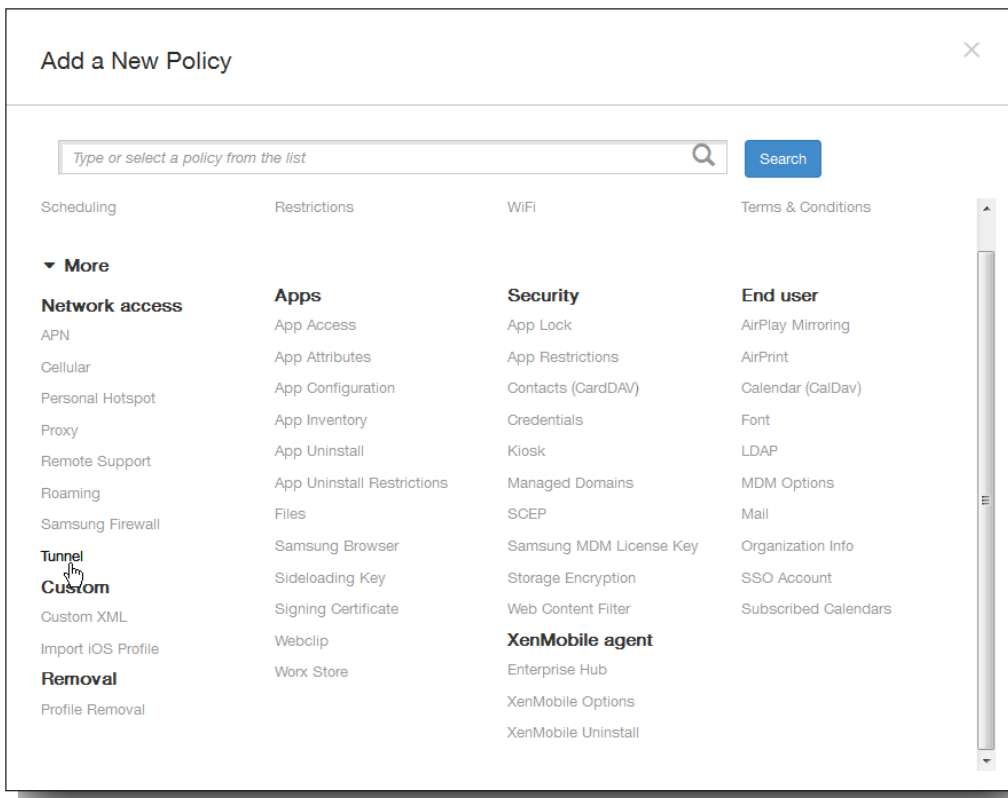 Add a New Policy
Type or select a policy from the list
Search
Scheduling
Restrictions
WiFi
Terms & Conditions
More
Network access
APN
Cellular
Personal Hotspot
Proxy
Remote Support
Roaming
Samsung Firewall
Tunnel
Custom
Custom XML
Import iOS Profile
Removal
Profile Removal
Apps
App Access
App Attributes
App Configuration
App Inventory
App Uninstall
App Uninstall Restrictions
Files
Samsung Browser
Sideloading Key
Signing Certificate
Webclip
Worx Store
Security
App Lock
App Restrictions
Contacts (CardDAV)
Credentials
Kiosk
Managed Domains
SCEP
Samsung MDM License Key
Storage Encryption
Web Content Filter
XenMobile agent
Enterprise Hub
XenMobile Options
XenMobile Uninstall
End user
AirPlay Mirroring
AirPrint
Calendar (CalDav)
Font
LDAP
MDM Options
Mail
Organization Info
SSO Account
Subscribed Calendars